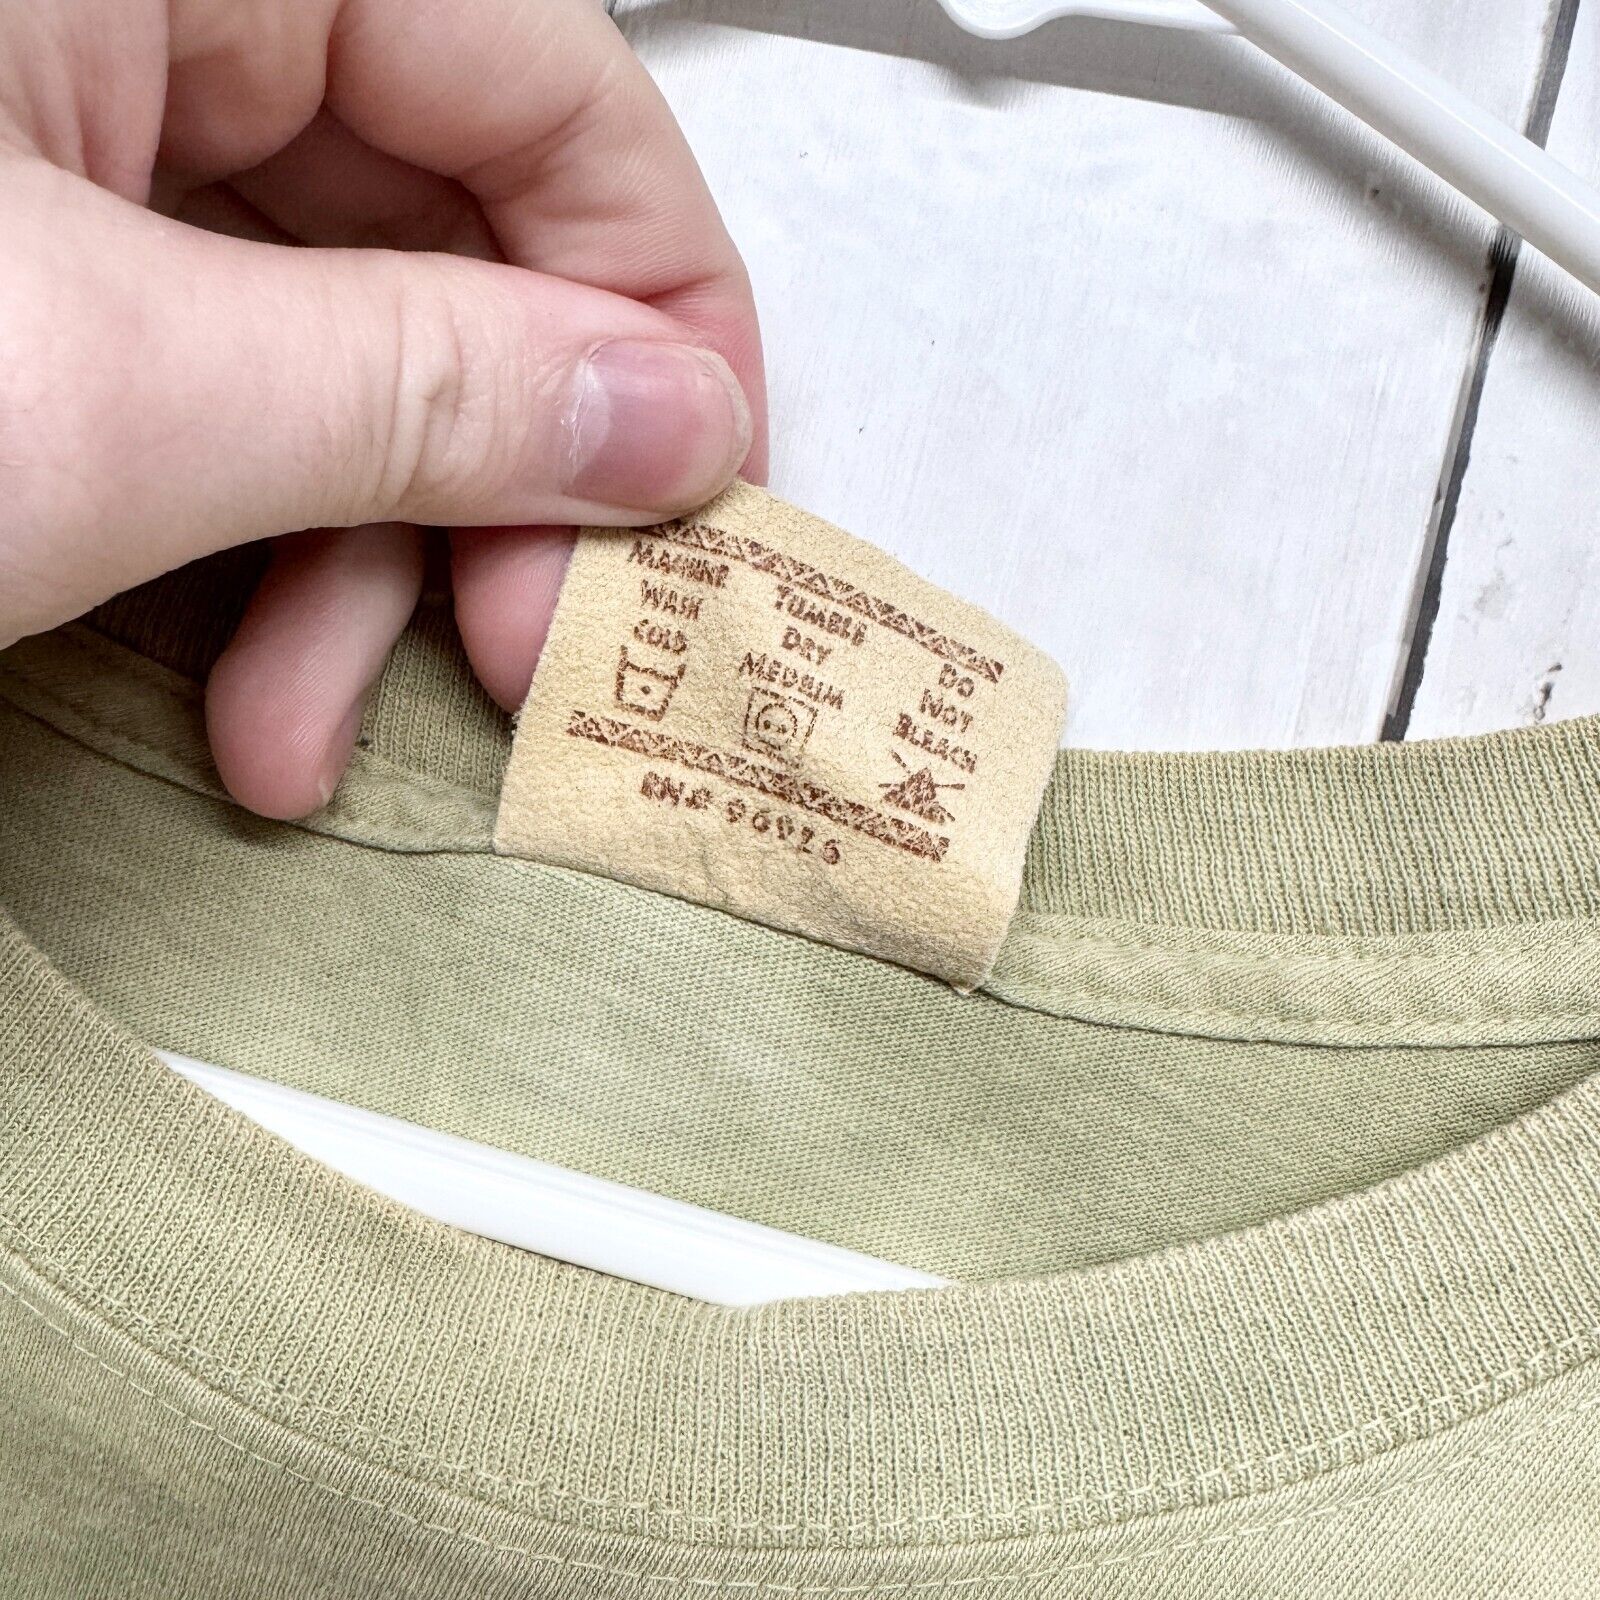 MACHINE
WASH
COLD
TUMBLE
DRY
MEDIUM
DO
NOT
BLEACH
RN# 96926